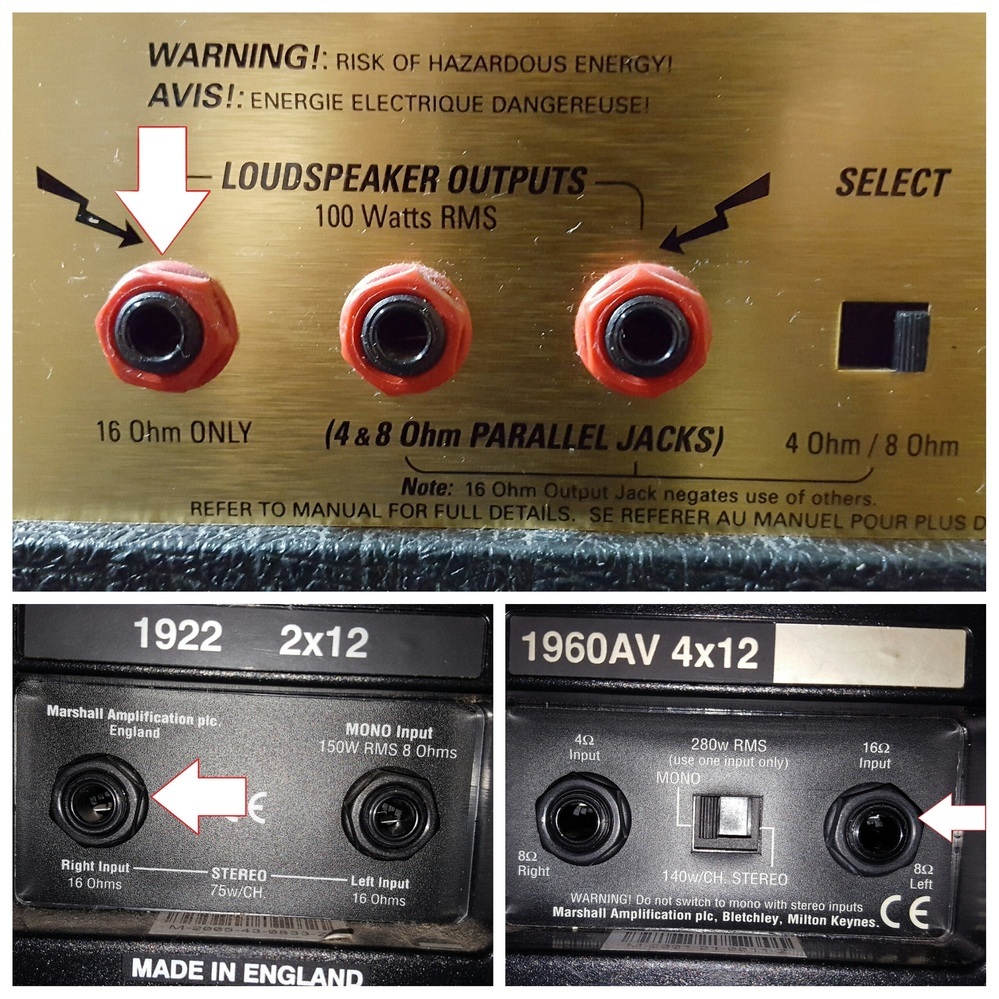 WARNING!: RISK OF HAZARDOUS ENERGY!
AVIS!: ENERGIE ELECTRIQUE DANGEREUSE!
LOUDSPEAKER OUTPUTS
100 Watts RMS
SELECT
16 Ohm ONLY
(4 & 8 Ohm PARALLEL JACKS)
4 Ohm / 8 Ohm
Note: 16 Ohm Output Jack negates use of others.
REFER TO MANUAL FOR FULL DETAILS. SE REFERER AU MANUEL POUR PLUS D
1922 2x12
Marshall Amplification plc,
England
MONO Input
150W RMS 8 Ohms
CE
Right Input
16 Ohms
STEREO
75w/CH.
Left Input
16 Ohms
MADE IN ENGLAND
1960AV 4x12
4Ω
Input
280w RMS
(use one input only)
MONO
16Ω
Input
8Ω
Right
140w/CH. STEREO
8Ω
Left
WARNING! Do not switch to mono with stereo inputs
Marshall Amplification plc, Bletchley, Milton Keynes.
CE